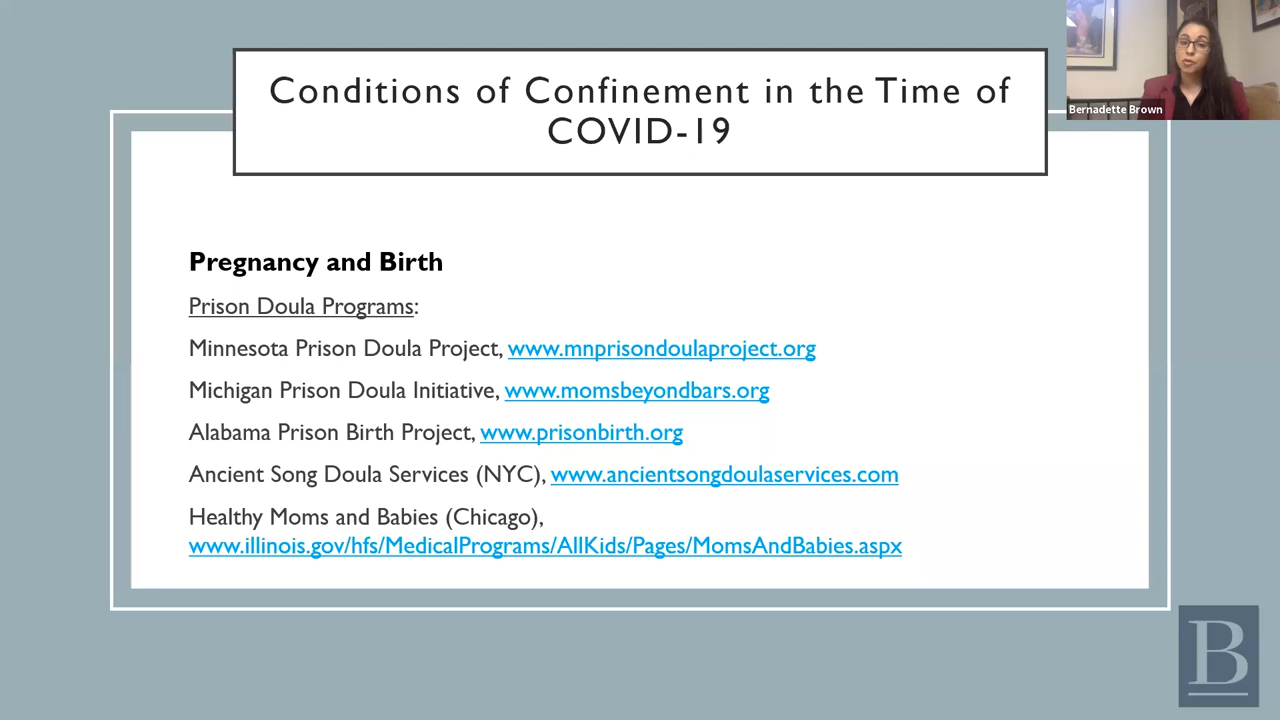 Conditions of Confinement in the Time of
COVID-19
Bernadette Brown
Pregnancy and Birth
Prison Doula Programs:
Minnesota Prison Doula Project, www.mnprisondoulaproject.org
Michigan Prison Doula Initiative, www.momsbeyondbars.org
Alabama Prison Birth Project, www.prisonbirth.org
Ancient Song Doula Services (NYC), www.ancientsongdoulaservices.com
Healthy Moms and Babies (Chicago),
www.illinois.gov/hfs/MedicalPrograms/AllKids/Pages/MomsAndBabies.aspx
B